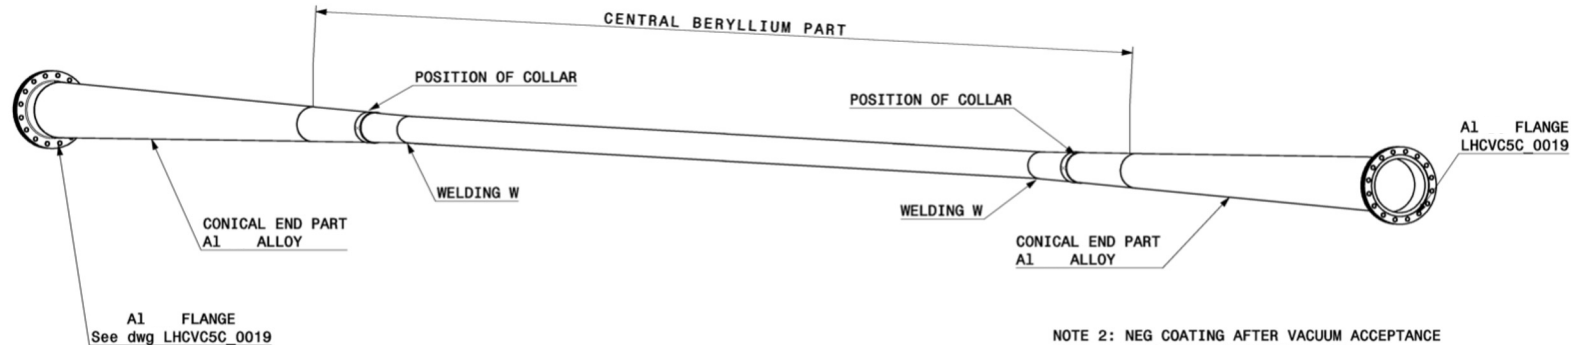 CENTRAL BERYLLIUM PART
POSITION OF COLLAR
POSITION OF COLLAR
Al FLANGE
LHCVC5C_0019
WELDING W
WELDING W
CONICAL END PART
Al ALLOY
CONICAL END PART
Al ALLOY
Al FLANGE
See dwg LHCVC5C_0019
NOTE 2: NEG COATING AFTER VACUUM ACCEPTANCE